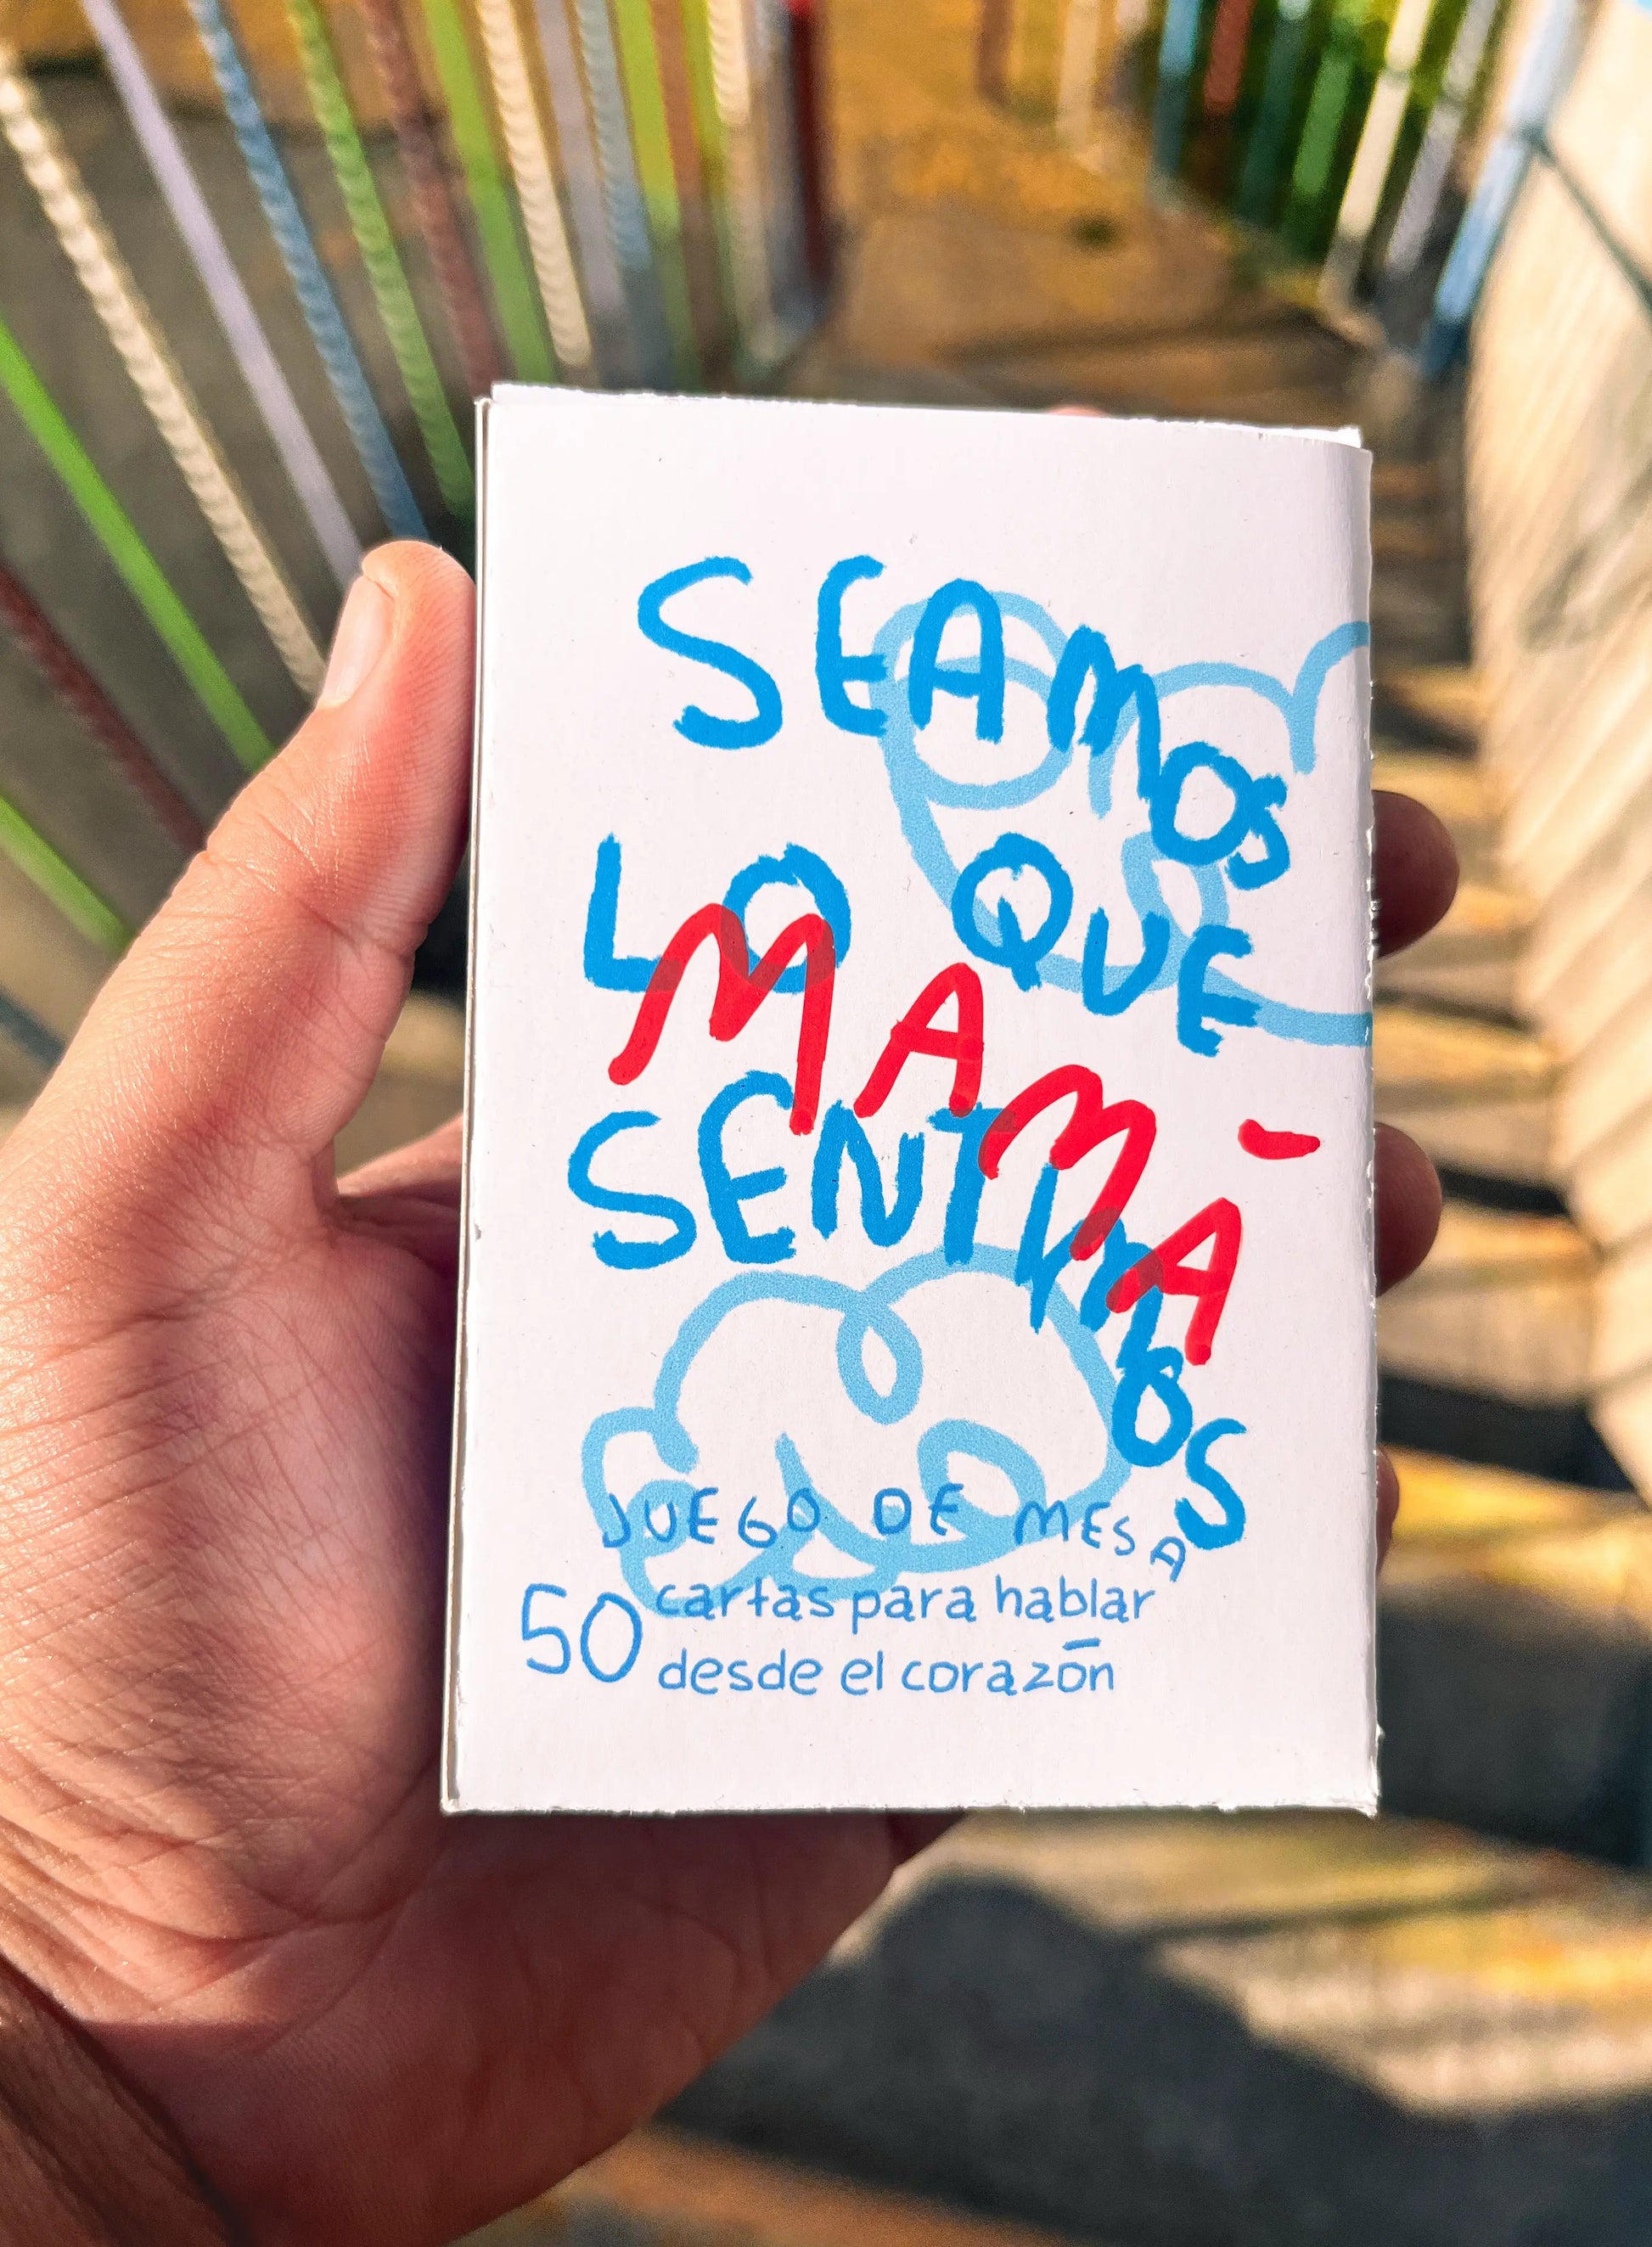 SEAMOS
LO QUE
MAMÁ
SENTIMOS
JUEGO DE MESA
50 cartas para hablar
desde el corazón